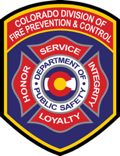 COLORADO DIVISION OF
FIRE PREVENTION & CONTROL
SERVICE
HONOR
INTEGRITY
DEPARTMENT OF
PUBLIC SAFETY
LOYALTY